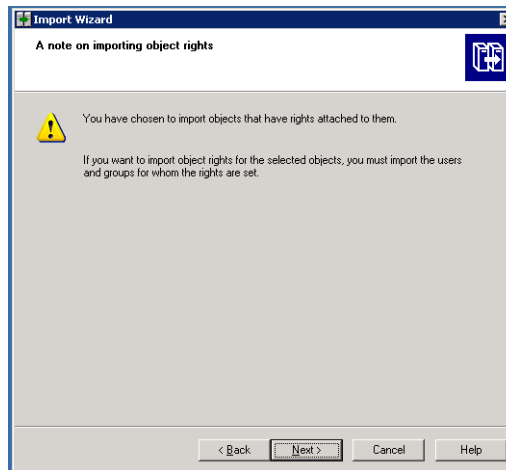 Import Wizard
A note on importing object rights
You have chosen to import objects that have rights attached to them.
If you want to import object rights for the selected objects, you must import the users
and groups for whom the rights are set.
< Back
Next >
Cancel
Help